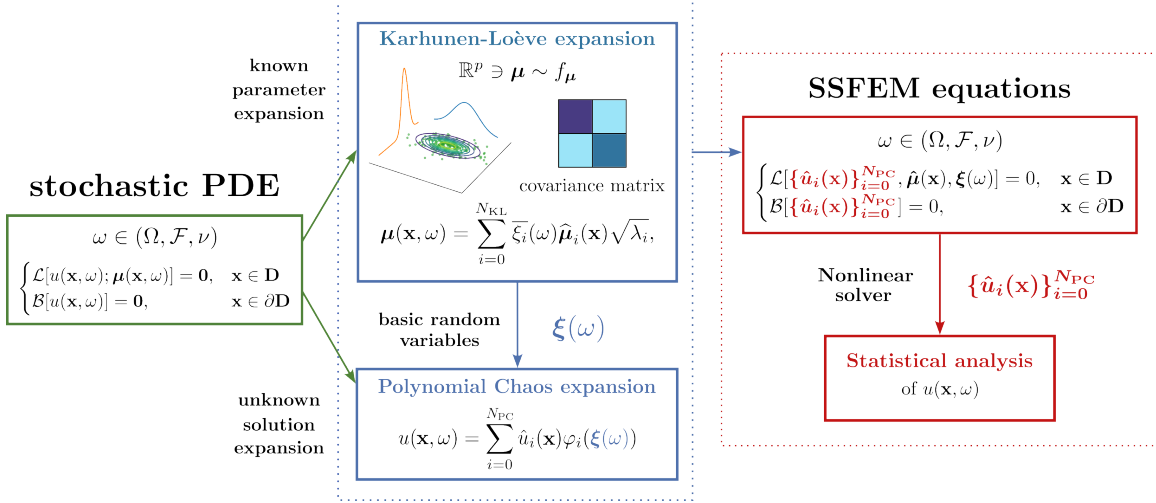 stochastic PDE
ω ∈ (Ω, ℱ, ν)
ℒ[u(𝐱, ω); 𝝁(𝐱, ω)] = 𝟎, 𝐱 ∈ 𝐃
ℬ[u(𝐱, ω)] = 𝟎, 𝐱 ∈ ∂𝐃
known
parameter
expansion
unknown
solution
expansion
Karhunen-Loève expansion
ℝᵖ ∋ 𝝁 ∼ f_𝝁
covariance matrix
𝝁(𝐱, ω) = ∑_{i=0}^{N_KL} ξ̅_i(ω) 𝝁̂_i(𝐱) √λ_i,
basic random
variables
𝝃(ω)
Polynomial Chaos expansion
u(𝐱, ω) = ∑_{i=0}^{N_PC} û_i(𝐱)φ_i(𝝃(ω))
SSFEM equations
ω ∈ (Ω, ℱ, ν)
ℒ[{û_i(𝐱)}_{i=0}^{N_PC}, 𝝁̂(𝐱), 𝝃(ω)] = 0, 𝐱 ∈ 𝐃
ℬ[{û_i(𝐱)}_{i=0}^{N_PC}] = 0, 𝐱 ∈ ∂𝐃
Nonlinear
solver
{û_i(𝐱)}_{i=0}^{N_PC}
Statistical analysis
of u(𝐱, ω)